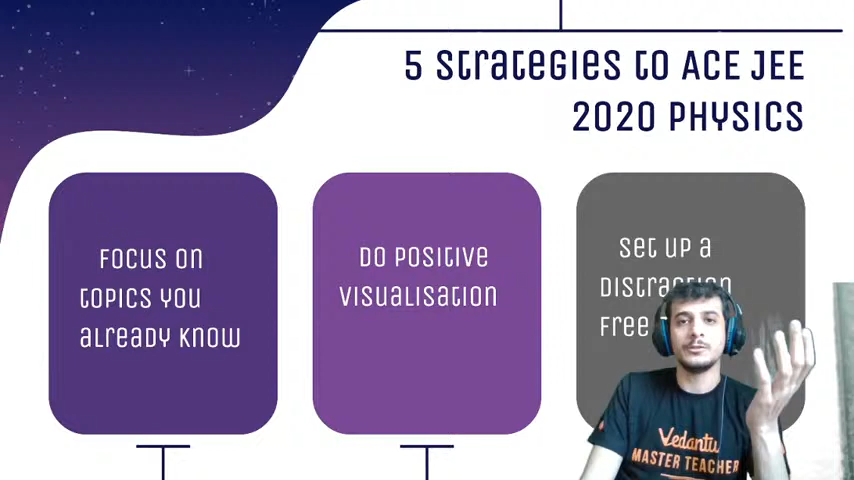 5 Strategies to ACE JEE
2020 PHYSICS
Focus on
topics you
already know
Do positive
visualisation
Set up a
Distraction
Free
Vedantu
MASTER TEACHER